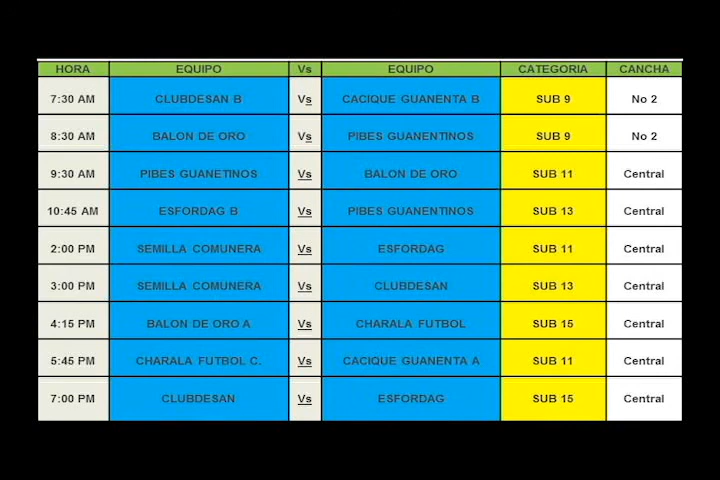 HORA EQUIPO Vs EQUIPO CATEGORIA CANCHA
7:30 AM CLUBDESAN B Vs CACIQUE GUANENTA B SUB 9 No 2
8:30 AM BALON DE ORO Vs PIBES GUANENTINOS SUB 9 No 2
9:30 AM PIBES GUANETINOS Vs BALON DE ORO SUB 11 Central
10:45 AM ESFORDAG B Vs PIBES GUANENTINOS SUB 13 Central
2:00 PM SEMILLA COMUNERA Vs ESFORDAG SUB 11 Central
3:00 PM SEMILLA COMUNERA Vs CLUBDESAN SUB 13 Central
4:15 PM BALON DE ORO A Vs CHARALA FUTBOL SUB 15 Central
5:45 PM CHARALA FUTBOL C. Vs CACIQUE GUANENTA A SUB 11 Central
7:00 PM CLUBDESAN Vs ESFORDAG SUB 15 Central